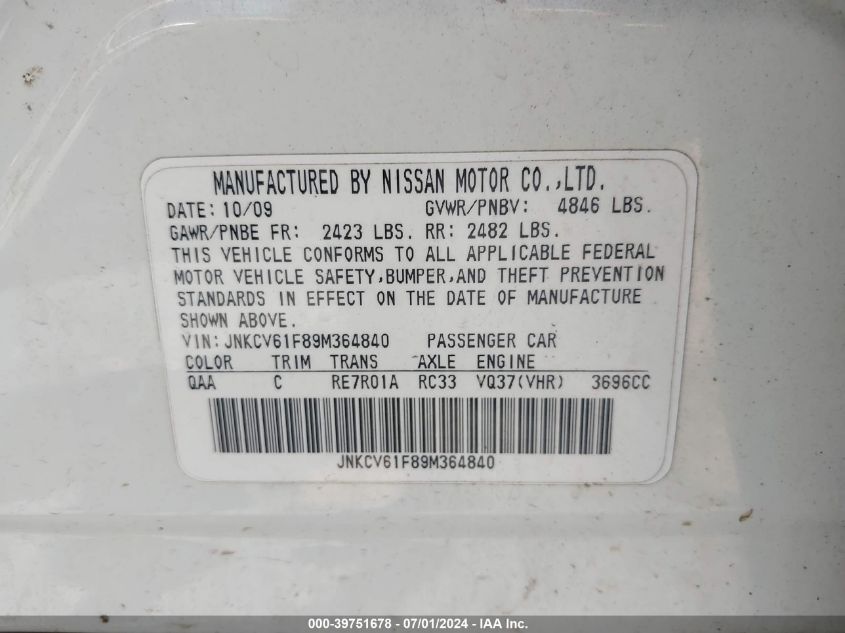 MANUFACTURED BY NISSAN MOTOR CO.,LTD.
DATE: 10/09 GVWR/PNBV: 4846 LBS.
GAWR/PNBE FR: 2423 LBS. RR: 2482 LBS.
THIS VEHICLE CONFORMS TO ALL APPLICABLE FEDERAL
MOTOR VEHICLE SAFETY,BUMPER,AND THEFT PREVENTION
STANDARDS IN EFFECT ON THE DATE OF MANUFACTURE
SHOWN ABOVE.
VIN:JNKCV61F89M364840 PASSENGER CAR
COLOR TRIM TRANS AXLE ENGINE
QAA C RE7R01A RC33 VQ37(VHR) 3696CC
JNKCV61F89M364840
000-39751678 - 07/01/2024 - IAA Inc.